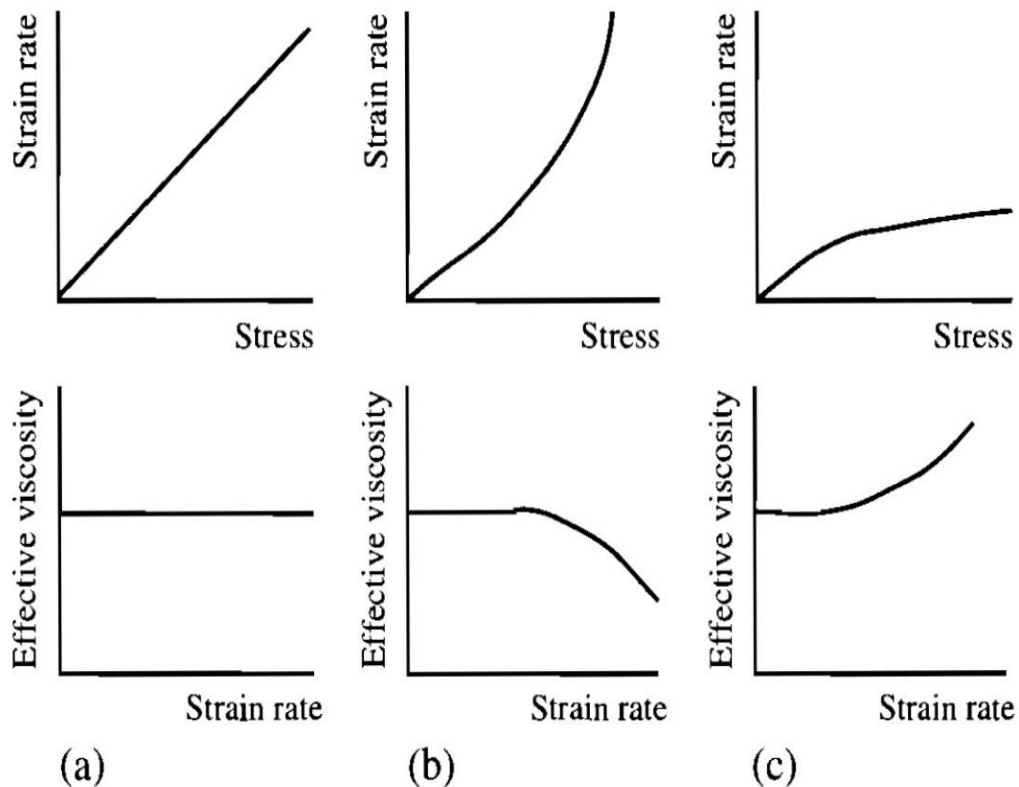 Strain rate
Stress
Strain rate
Stress
Strain rate
Stress
Effective viscosity
Strain rate
Effective viscosity
Strain rate
Effective viscosity
Strain rate
(a)
(b)
(c)